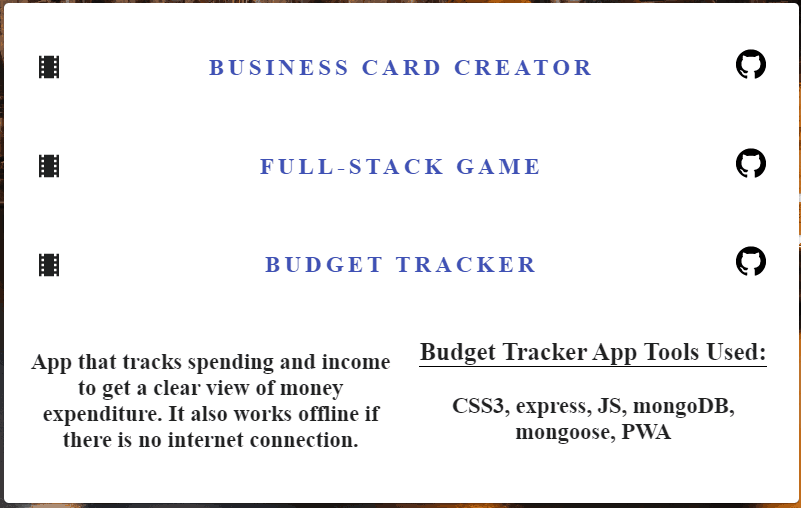 BUSINESS CARD CREATOR
FULL-STACK GAME
BUDGET TRACKER
App that tracks spending and income
to get a clear view of money
expenditure. It also works offline if
there is no internet connection.
Budget Tracker App Tools Used:
CSS3, express, JS, mongoDB,
mongoose, PWA